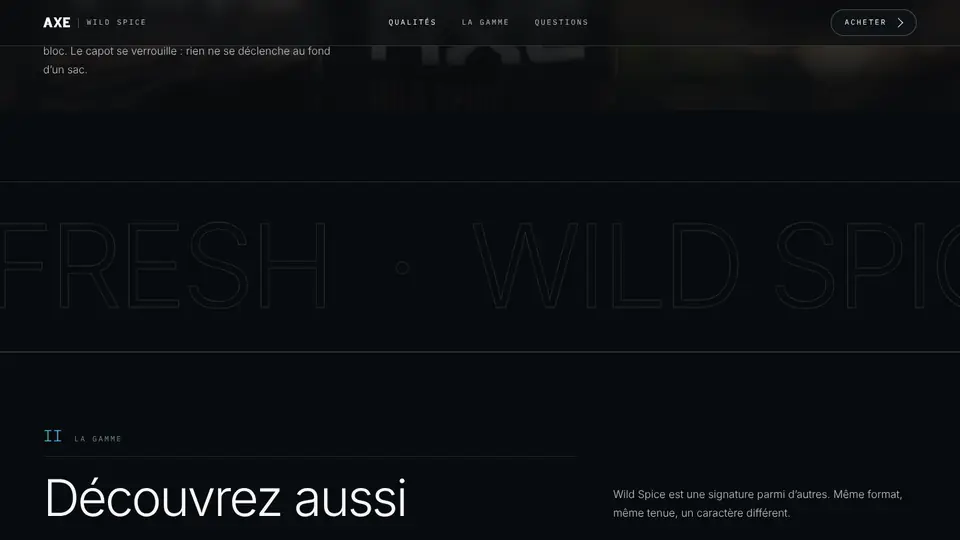 AXE | WILD SPICE
QUALITÉS
LA GAMME
QUESTIONS
ACHETER
bloc. Le capot se verrouille : rien ne se déclenche au fond
d’un sac.
AXE
FRESH · WILD SPIC
II LA GAMME
Découvrez aussi
Wild Spice est une signature parmi d’autres. Même format,
même tenue, un caractère différent.